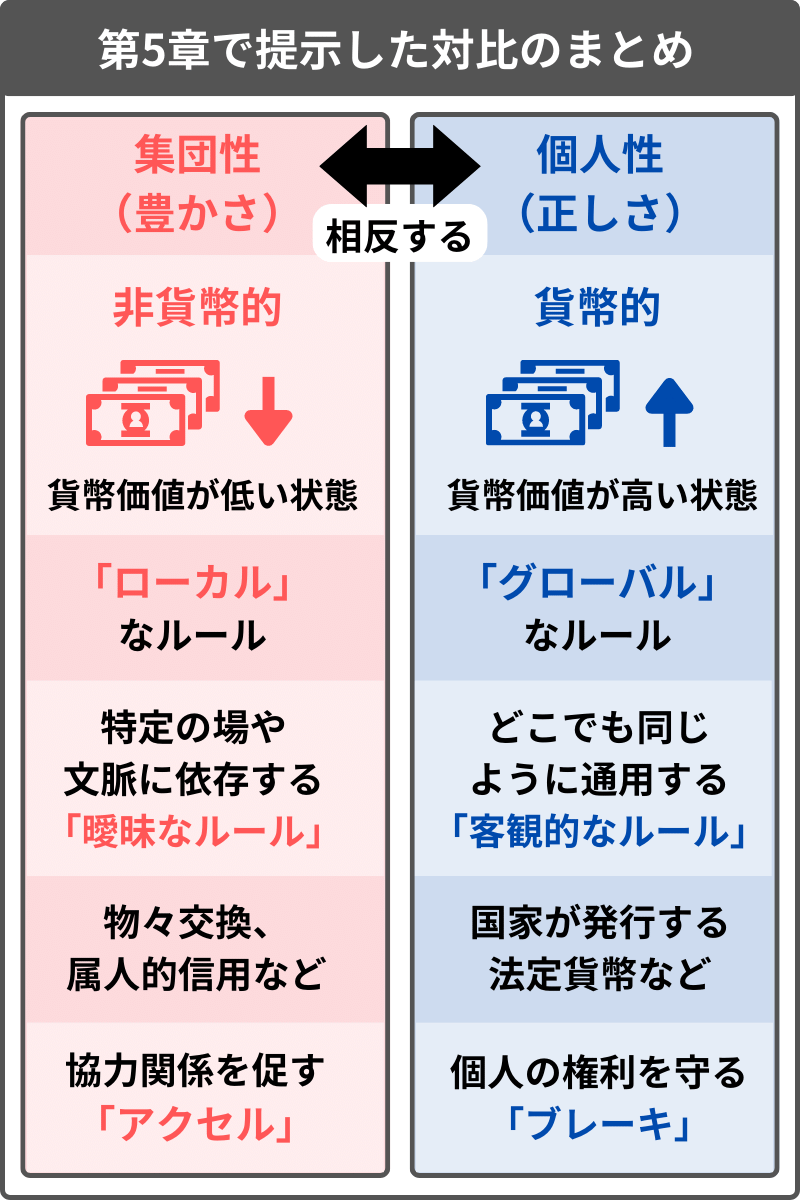 第5章で提示した対比のまとめ
集団性
（豊かさ）
個人性
（正しさ）
相反する
非貨幣的
貨幣価値が低い状態
「ローカル」
なルール
特定の場や
文脈に依存する
「曖昧なルール」
物々交換、
属人的信用など
協力関係を促す
「アクセル」
貨幣的
貨幣価値が高い状態
「グローバル」
なルール
どこでも同じ
ように通用する
「客観的なルール」
国家が発行する
法定貨幣など
個人の権利を守る
「ブレーキ」